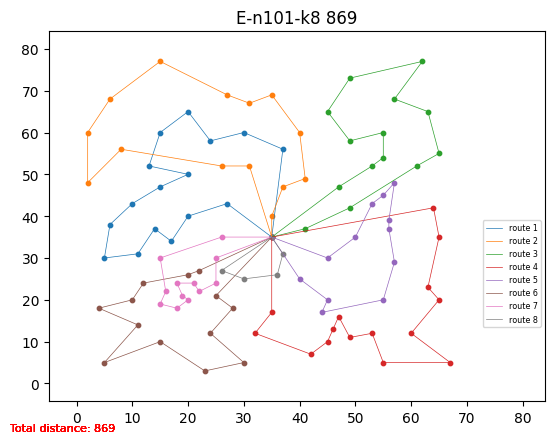 E-n101-k8 869
80
70
60
50
40
30
20
10
0
route 1
route 2
route 3
route 4
route 5
route 6
route 7
route 8
0 10 20 30 40 50 60 70 80
Total distance: 869